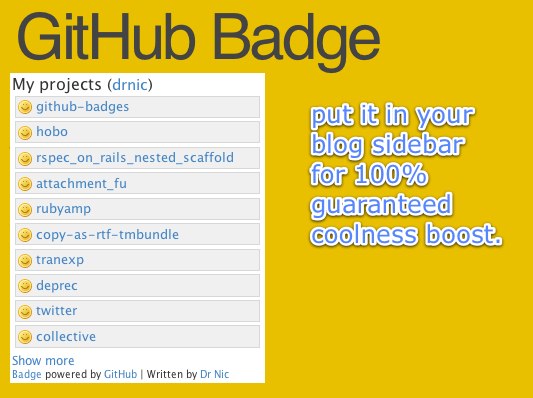 GitHub Badge
My projects (drnic)
github-badges
hobo
rspec_on_rails_nested_scaffold
attachment_fu
rubyamp
copy-as-rtf-tmbundle
tranexp
deprec
twitter
collective
Show more
Badge powered by GitHub | Written by Dr Nic
put it in your
blog sidebar
for 100%
guaranteed
coolness boost.